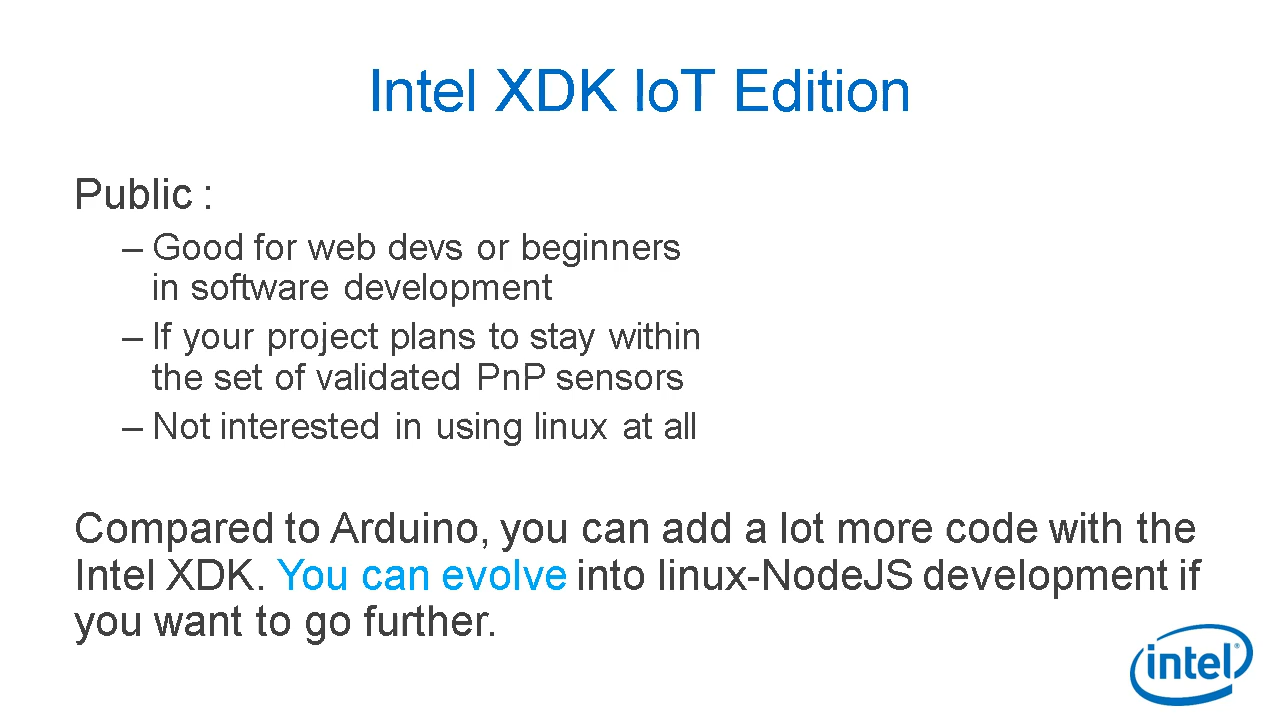 Intel XDK IoT Edition
Public :
– Good for web devs or beginners
in software development
– If your project plans to stay within
the set of validated PnP sensors
– Not interested in using linux at all
Compared to Arduino, you can add a lot more code with the
Intel XDK. You can evolve into linux-NodeJS development if
you want to go further.
intel®